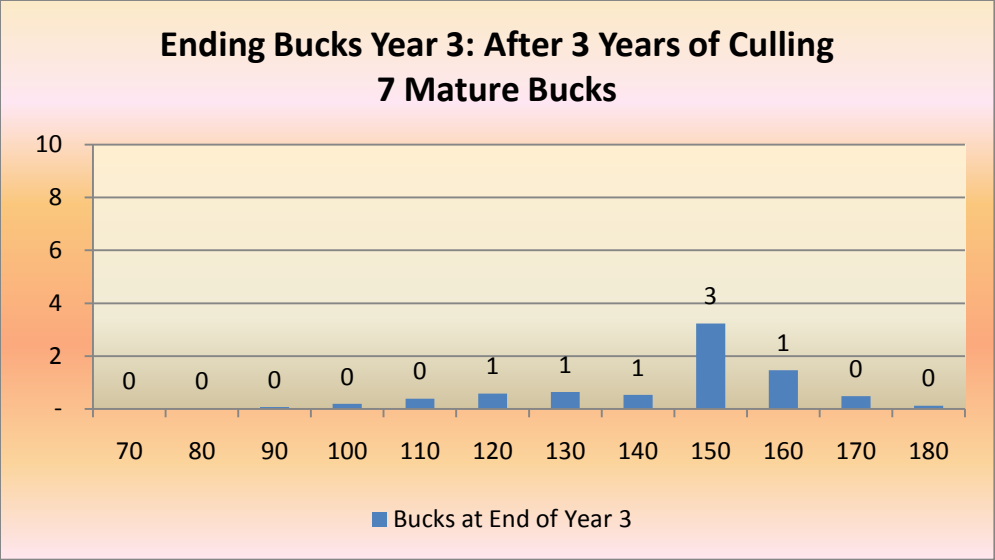 Ending Bucks Year 3: After 3 Years of Culling
7 Mature Bucks
10
8
6
4
2
-
0 0 0 0 0 1 1 1 3 1 0 0
70 80 90 100 110 120 130 140 150 160 170 180
Bucks at End of Year 3